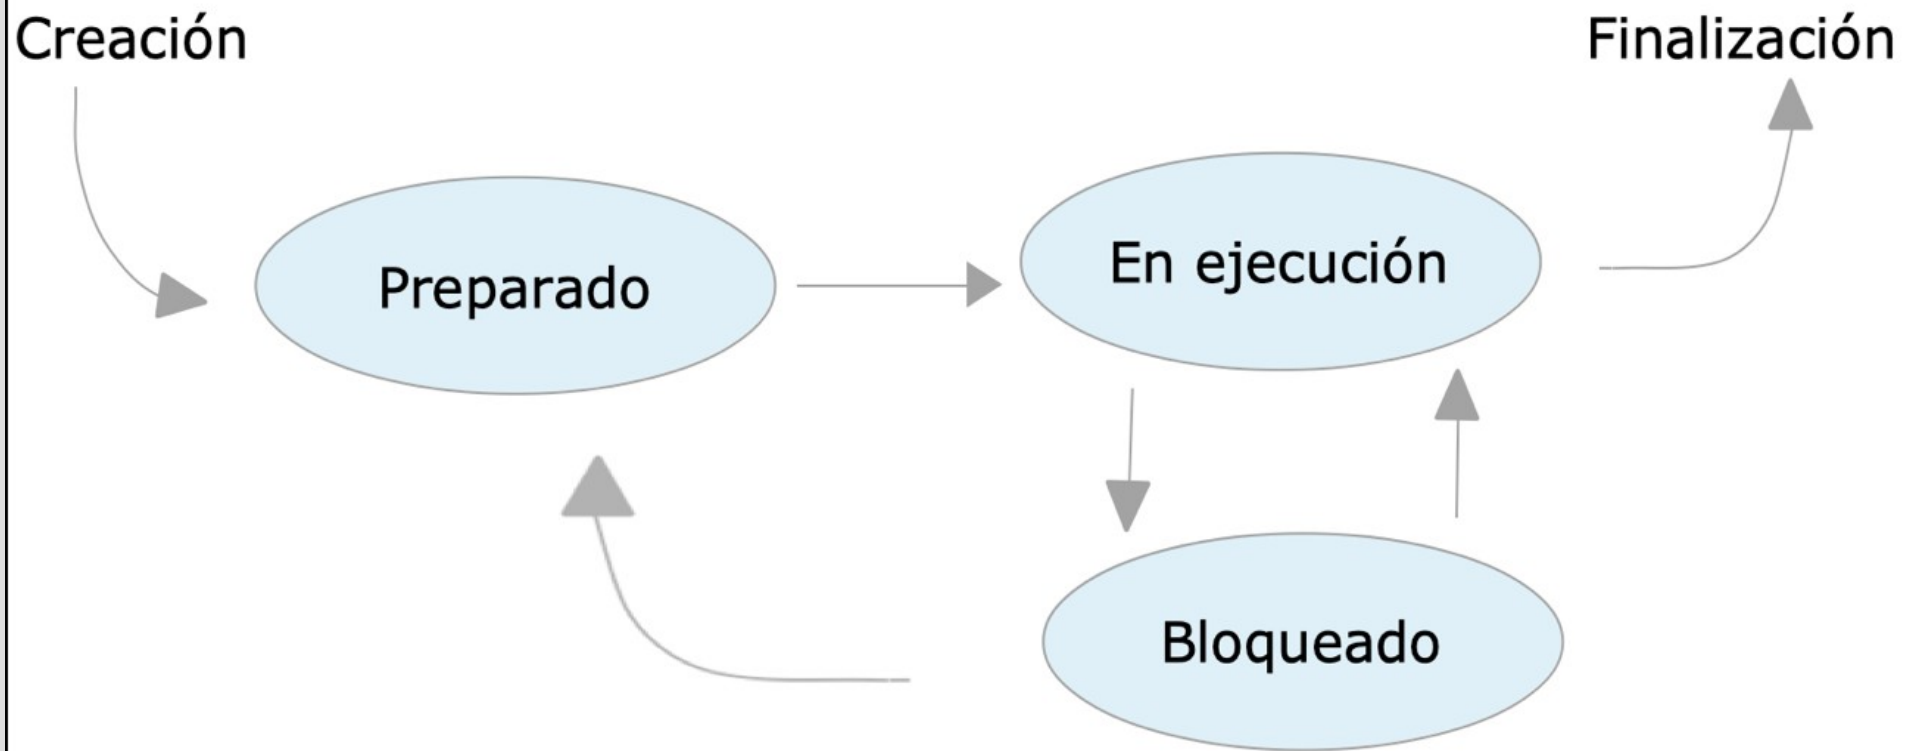 Creación
Finalización
Preparado
En ejecución
Bloqueado